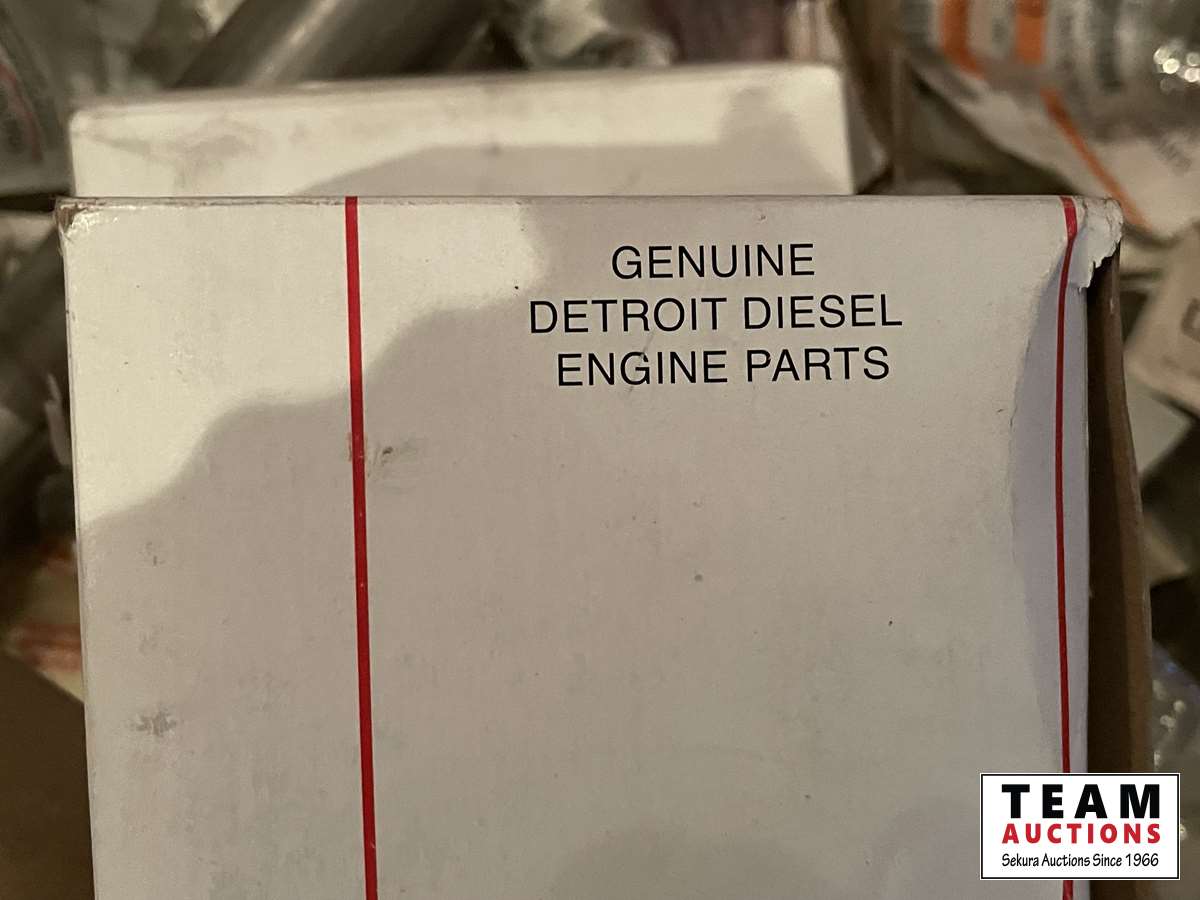 GENUINE
DETROIT DIESEL
ENGINE PARTS
TEAM
AUCTIONS
Sekura Auctions Since 1966